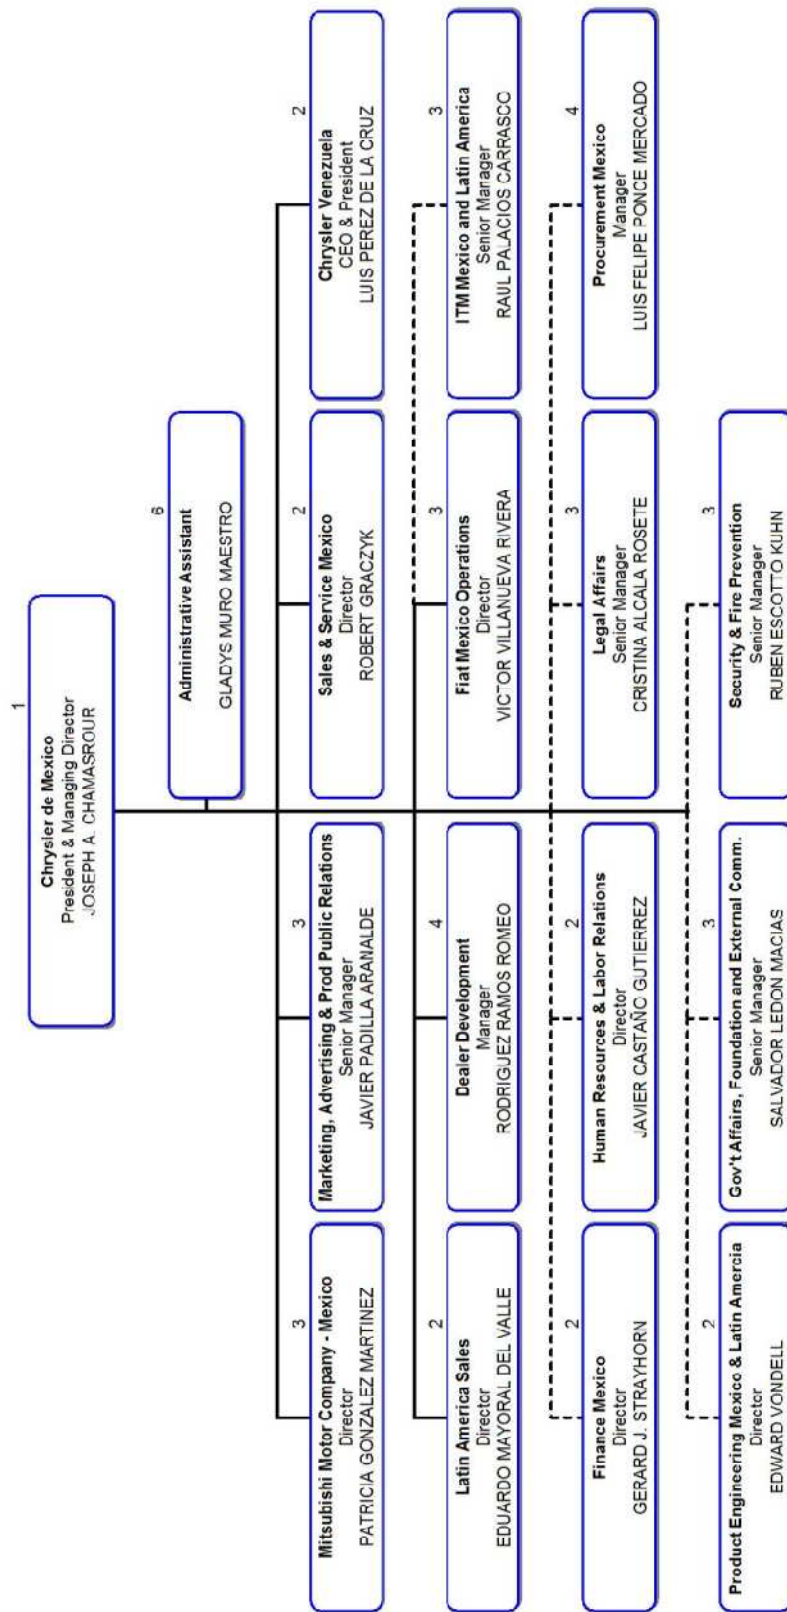 1
Chrysler de Mexico
President & Managing Director
JOSEPH A. CHAMASROUR
6
Administrative Assistant
GLADYS MURO MAESTRO
3
Mitsubishi Motor Company - Mexico
Director
PATRICIA GONZALEZ MARTINEZ
3
Marketing, Advertising & Prod Public Relations
Senior Manager
JAVIER PADILLA ARANALDE
2
Sales & Service Mexico
Director
ROBERT GRACZYK
2
Chrysler Venezuela
CEO & President
LUIS PEREZ DE LA CRUZ
2
Latin America Sales
Director
EDUARDO MAYORAL DEL VALLE
4
Dealer Development
Manager
RODRIGUEZ RAMOS ROMEO
3
Fiat Mexico Operations
Director
VICTOR VILLANUEVA RIVERA
3
ITM Mexico and Latin America
Senior Manager
RAUL PALACIOS CARRASCO
2
Finance Mexico
Director
GERARD J. STRAYHORN
2
Human Resources & Labor Relations
Director
JAVIER CASTAÑO GUTIERREZ
3
Legal Affairs
Senior Manager
CRISTINA ALCALA ROSETE
4
Procurement Mexico
Manager
LUIS FELIPE PONCE MERCADO
2
Product Engineering Mexico & Latin Amercia
Director
EDWARD VONDELL
3
Gov't Affairs, Foundation and External Comm.
Senior Manager
SALVADOR LEDON MACIAS
3
Security & Fire Prevention
Senior Manager
RUBEN ESCOTTO KUHN